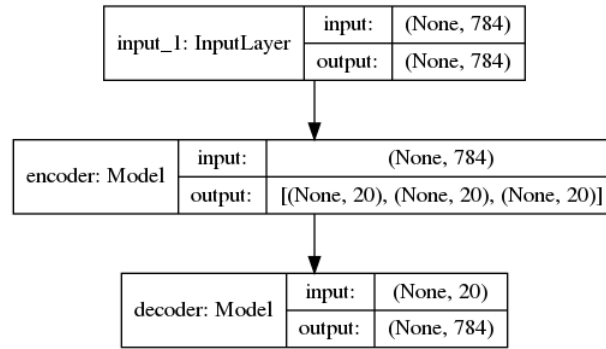 input_1: InputLayer
input: (None, 784)
output: (None, 784)
encoder: Model
input: (None, 784)
output: [(None, 20), (None, 20), (None, 20)]
decoder: Model
input: (None, 20)
output: (None, 784)